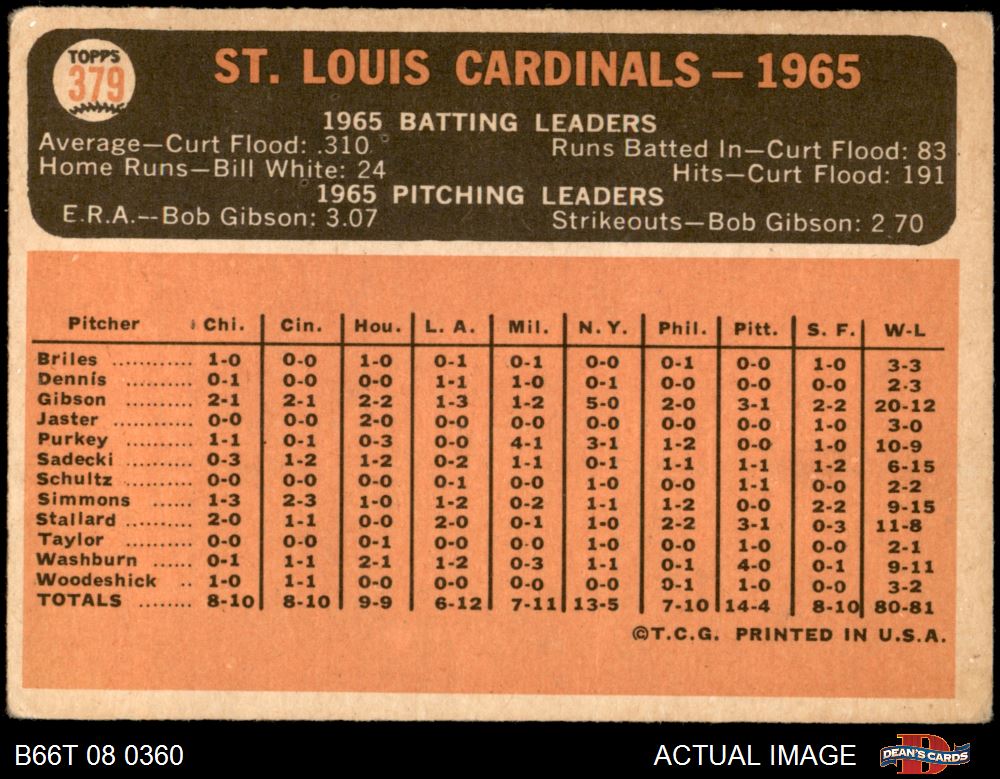 TOPPS
379
ST. LOUIS CARDINALS — 1965
1965 BATTING LEADERS
Average—Curt Flood: .310 Runs Batted In—Curt Flood: 83
Home Runs—Bill White: 24 Hits—Curt Flood: 191
1965 PITCHING LEADERS
E.R.A.--Bob Gibson: 3.07 Strikeouts—Bob Gibson: 2 70
Pitcher Chi. Cin. Hou. L. A. Mil. N. Y. Phil. Pitt. S. F. W-L
Briles ........... 1-0 0-0 1-0 0-1 0-1 0-0 0-1 0-0 1-0 3-3
Dennis .......... 0-1 0-0 0-0 1-1 1-0 0-1 0-0 0-0 0-0 2-3
Gibson .......... 2-1 2-1 2-2 1-3 1-2 5-0 2-0 3-1 2-2 20-12
Jaster ........... 0-0 0-0 2-0 0-0 0-0 0-0 0-0 0-0 1-0 3-0
Purkey .......... 1-1 0-1 0-3 0-0 4-1 3-1 1-2 0-0 1-0 10-9
Sadecki ......... 0-3 1-2 1-2 0-2 1-1 0-1 1-1 1-1 1-2 6-15
Schultz .......... 0-0 0-0 0-0 0-1 0-0 1-0 0-0 1-1 0-0 2-2
Simmons ....... 1-3 2-3 1-0 1-2 0-2 1-1 1-2 0-0 2-2 9-15
Stallard ......... 2-0 1-1 0-0 2-0 0-1 1-0 2-2 3-1 0-3 11-8
Taylor ........... 0-0 0-0 0-1 0-0 0-0 1-0 0-0 1-0 0-0 2-1
Washburn ...... 0-1 1-1 2-1 1-2 0-3 1-1 0-1 4-0 0-1 9-11
Woodeshick .. 1-0 1-1 0-0 0-0 0-0 0-0 0-1 1-0 0-0 3-2
TOTALS ........ 8-10 8-10 9-9 6-12 7-11 13-5 7-10 14-4 8-10 80-81
©T.C.G. PRINTED IN U.S.A.
B66T 08 0360 ACTUAL IMAGE DEAN'S CARDS